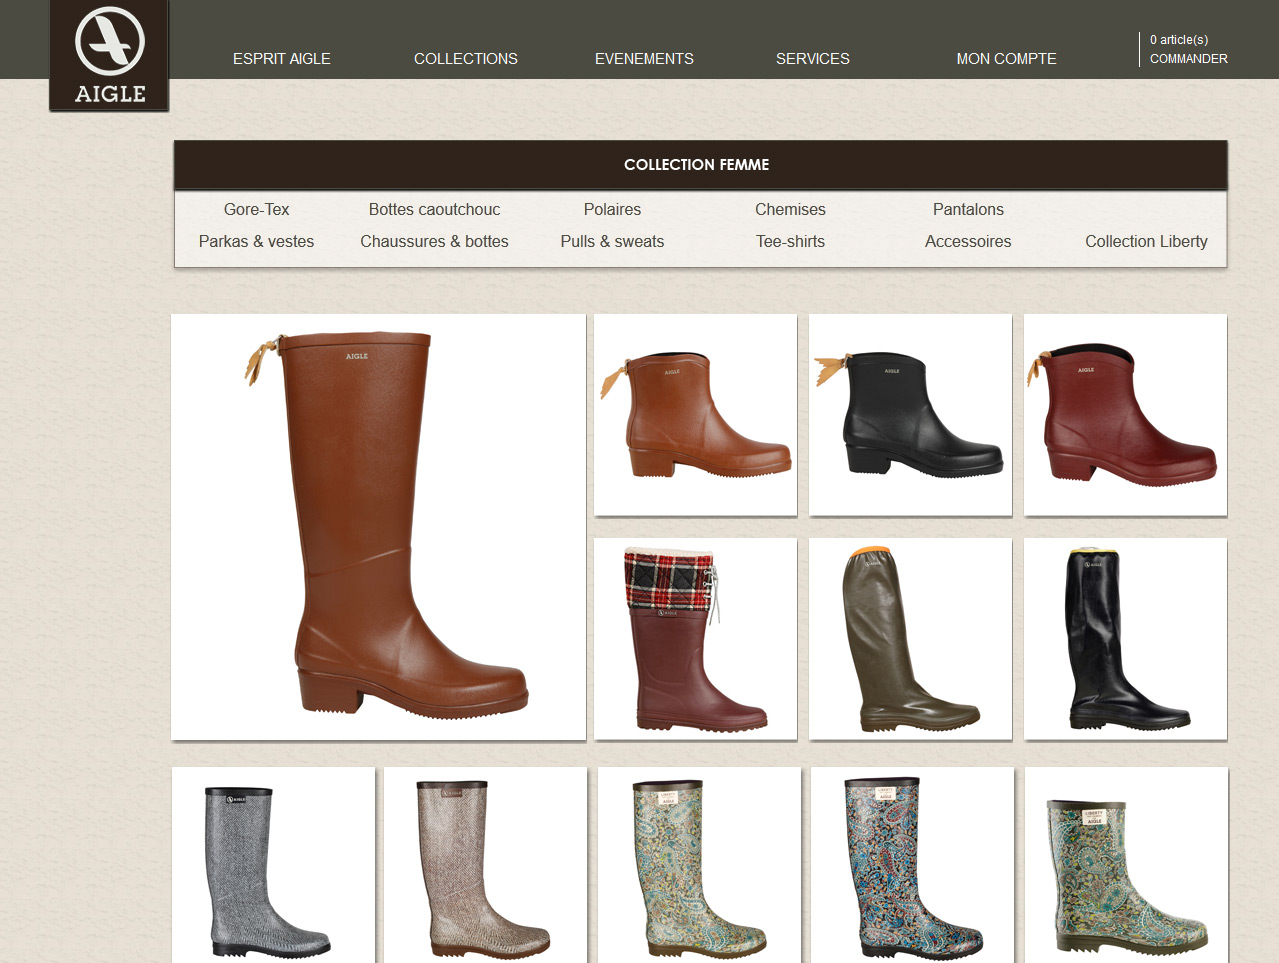 AIGLE
ESPRIT AIGLE
COLLECTIONS
EVENEMENTS
SERVICES
MON COMPTE
0 article(s)
COMMANDER
COLLECTION FEMME
Gore-Tex
Bottes caoutchouc
Polaires
Chemises
Pantalons
Parkas & vestes
Chaussures & bottes
Pulls & sweats
Tee-shirts
Accessoires
Collection Liberty
AIGLE
AIGLE
AIGLE
AIGLE
AIGLE
AIGLE
AIGLE
AIGLE
AIGLE
LIBERTY
AIGLE
LIBERTY
AIGLE
LIBERTY
AIGLE